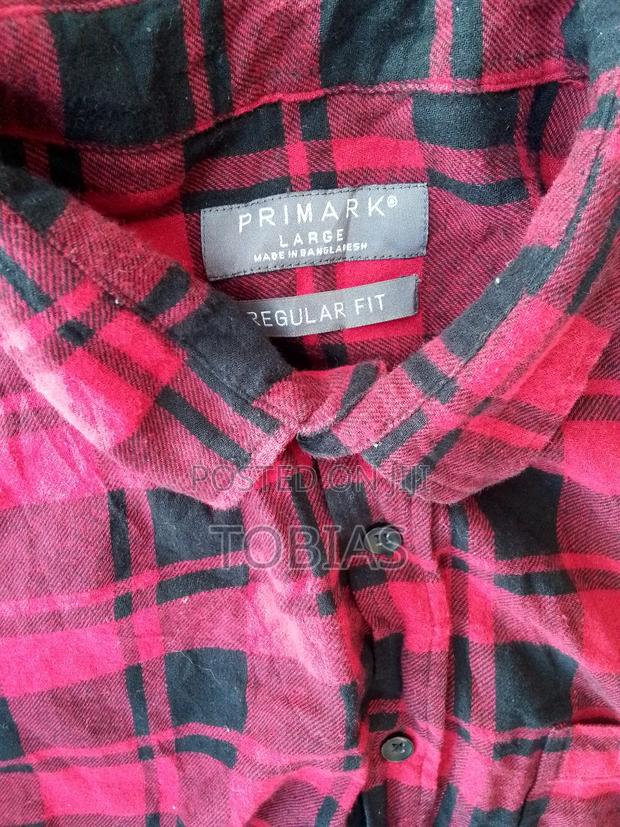 PRIMARK®
LARGE
MADE IN BANGLADESH
REGULAR FIT
POSTED ON JIJI
TOBIAS